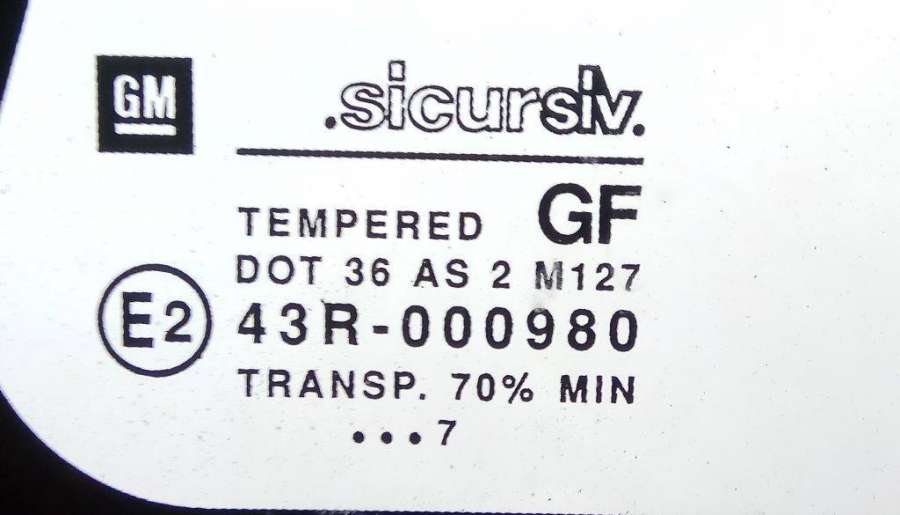 GM
.sicursiv.
TEMPERED GF
DOT 36 AS 2 M127
E2 43R-000980
TRANSP. 70% MIN
•••7